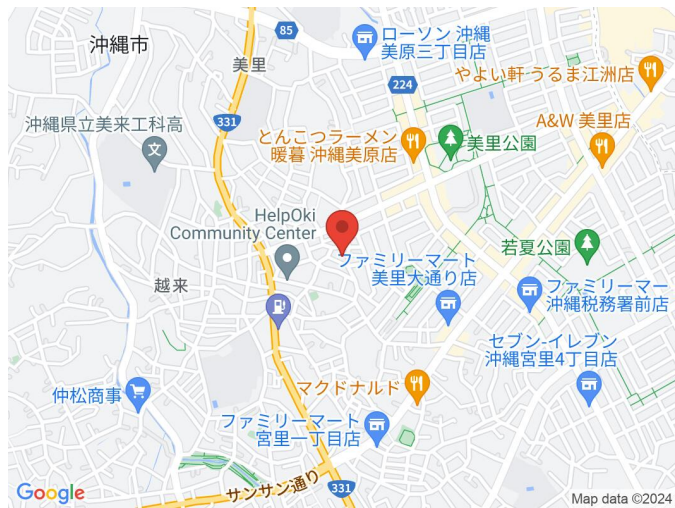 沖縄市
85
ローソン 沖縄
美原三丁目店
美里
やよい軒 うるま江洲店
224
沖縄県立美来工科高
331
とんこつラーメン
暖暮 沖縄美原店
A&W 美里店
美里公園
HelpOki
Community Center
若夏公園
ファミリーマート
美里大通り店
越来
ファミリーマー
沖縄税務署前店
セブン-イレブン
沖縄宮里4丁目店
仲松商事
マクドナルド
ファミリーマート
宮里一丁目店
サンサン通り
331
Google
Map data ©2024